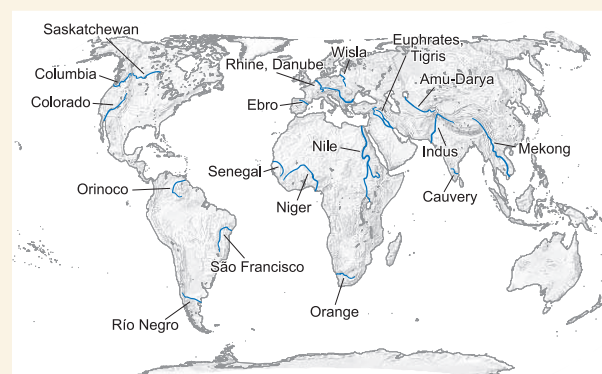 Saskatchewan
Columbia
Colorado
Orinoco
São Francisco
Río Negro
Rhine, Danube
Wisla
Euphrates,
Tigris
Amu-Darya
Ebro
Nile
Senegal
Niger
Indus
Mekong
Cauvery
Orange